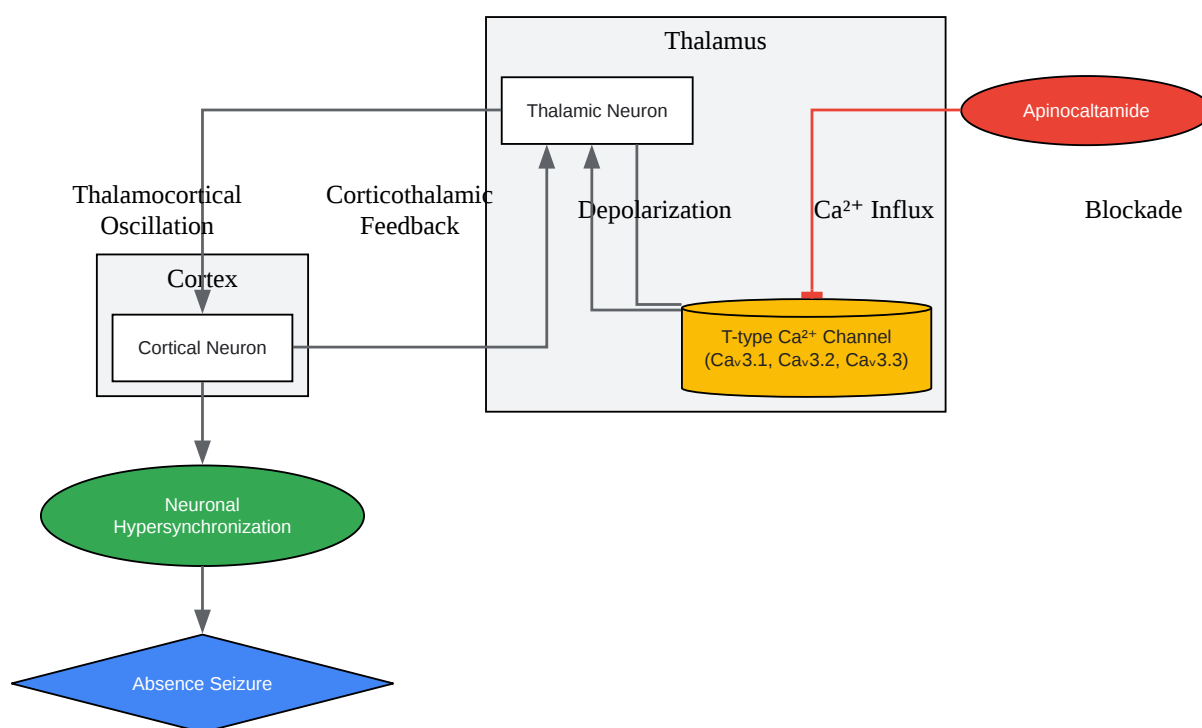 Thalamus
Thalamic Neuron
Apinocaltamide
Thalamocortical
Oscillation
Corticothalamic
Feedback
Depolarization
Ca²⁺ Influx
Blockade
Cortex
Cortical Neuron
T-type Ca²⁺ Channel
(Caᵥ3.1, Caᵥ3.2, Caᵥ3.3)
Neuronal
Hypersynchronization
Absence Seizure